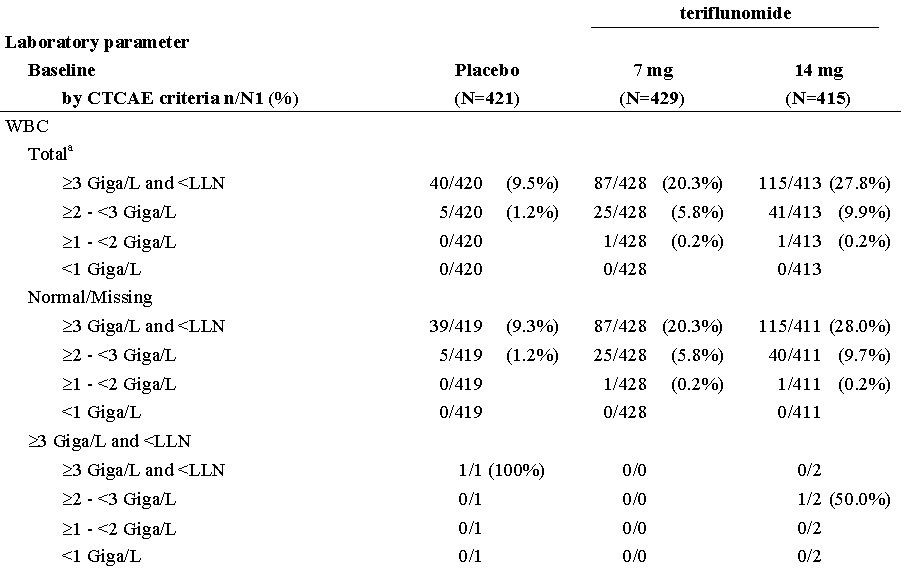 teriflunomide
Laboratory parameter
Baseline Placebo 7 mg 14 mg
by CTCAE criteria n/N1 (%) (N=421) (N=429) (N=415)
WBC
Totalᵃ
≥3 Giga/L and <LLN 40/420 (9.5%) 87/428 (20.3%) 115/413 (27.8%)
≥2 - <3 Giga/L 5/420 (1.2%) 25/428 (5.8%) 41/413 (9.9%)
≥1 - <2 Giga/L 0/420 1/428 (0.2%) 1/413 (0.2%)
<1 Giga/L 0/420 0/428 0/413
Normal/Missing
≥3 Giga/L and <LLN 39/419 (9.3%) 87/428 (20.3%) 115/411 (28.0%)
≥2 - <3 Giga/L 5/419 (1.2%) 25/428 (5.8%) 40/411 (9.7%)
≥1 - <2 Giga/L 0/419 1/428 (0.2%) 1/411 (0.2%)
<1 Giga/L 0/419 0/428 0/411
≥3 Giga/L and <LLN
≥3 Giga/L and <LLN 1/1 (100%) 0/0 0/2
≥2 - <3 Giga/L 0/1 0/0 1/2 (50.0%)
≥1 - <2 Giga/L 0/1 0/0 0/2
<1 Giga/L 0/1 0/0 0/2